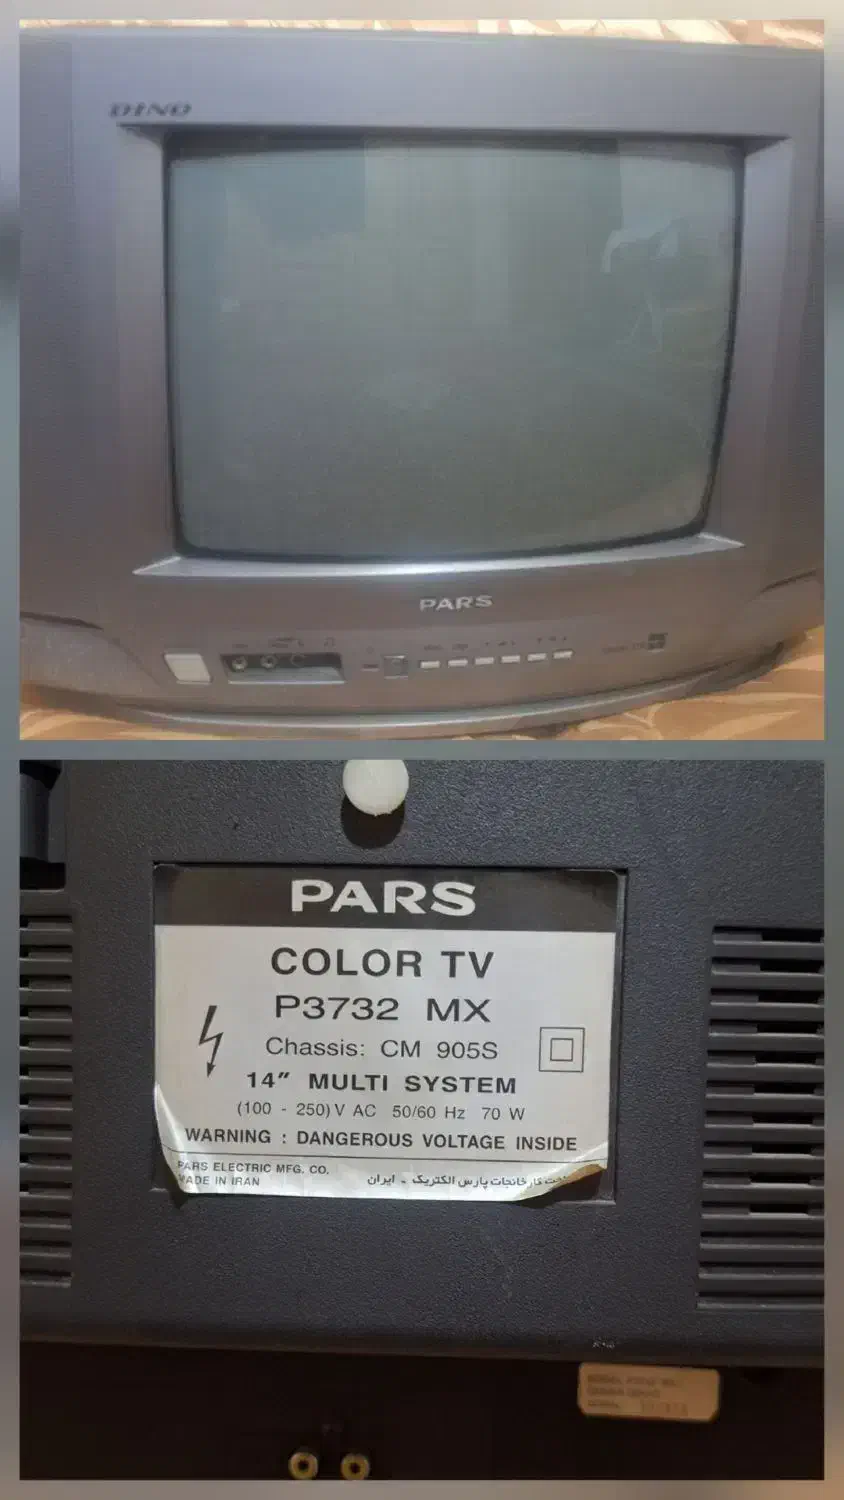 DINO
PARS
PARS
COLOR TV
P3732 MX
Chassis: CM 905S
14" MULTI SYSTEM
(100 - 250) V AC 50/60 Hz 70 W
WARNING : DANGEROUS VOLTAGE INSIDE
PARS ELECTRIC MFG. CO.
MADE IN IRAN
کارخانجات پارس الکتریک - ایران